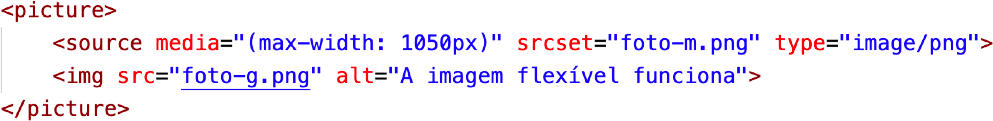 <picture>
    <source media="(max-width: 1050px)" srcset="foto-m.png" type="image/png">
    <img src="foto-g.png" alt="A imagem flexível funciona">
</picture>